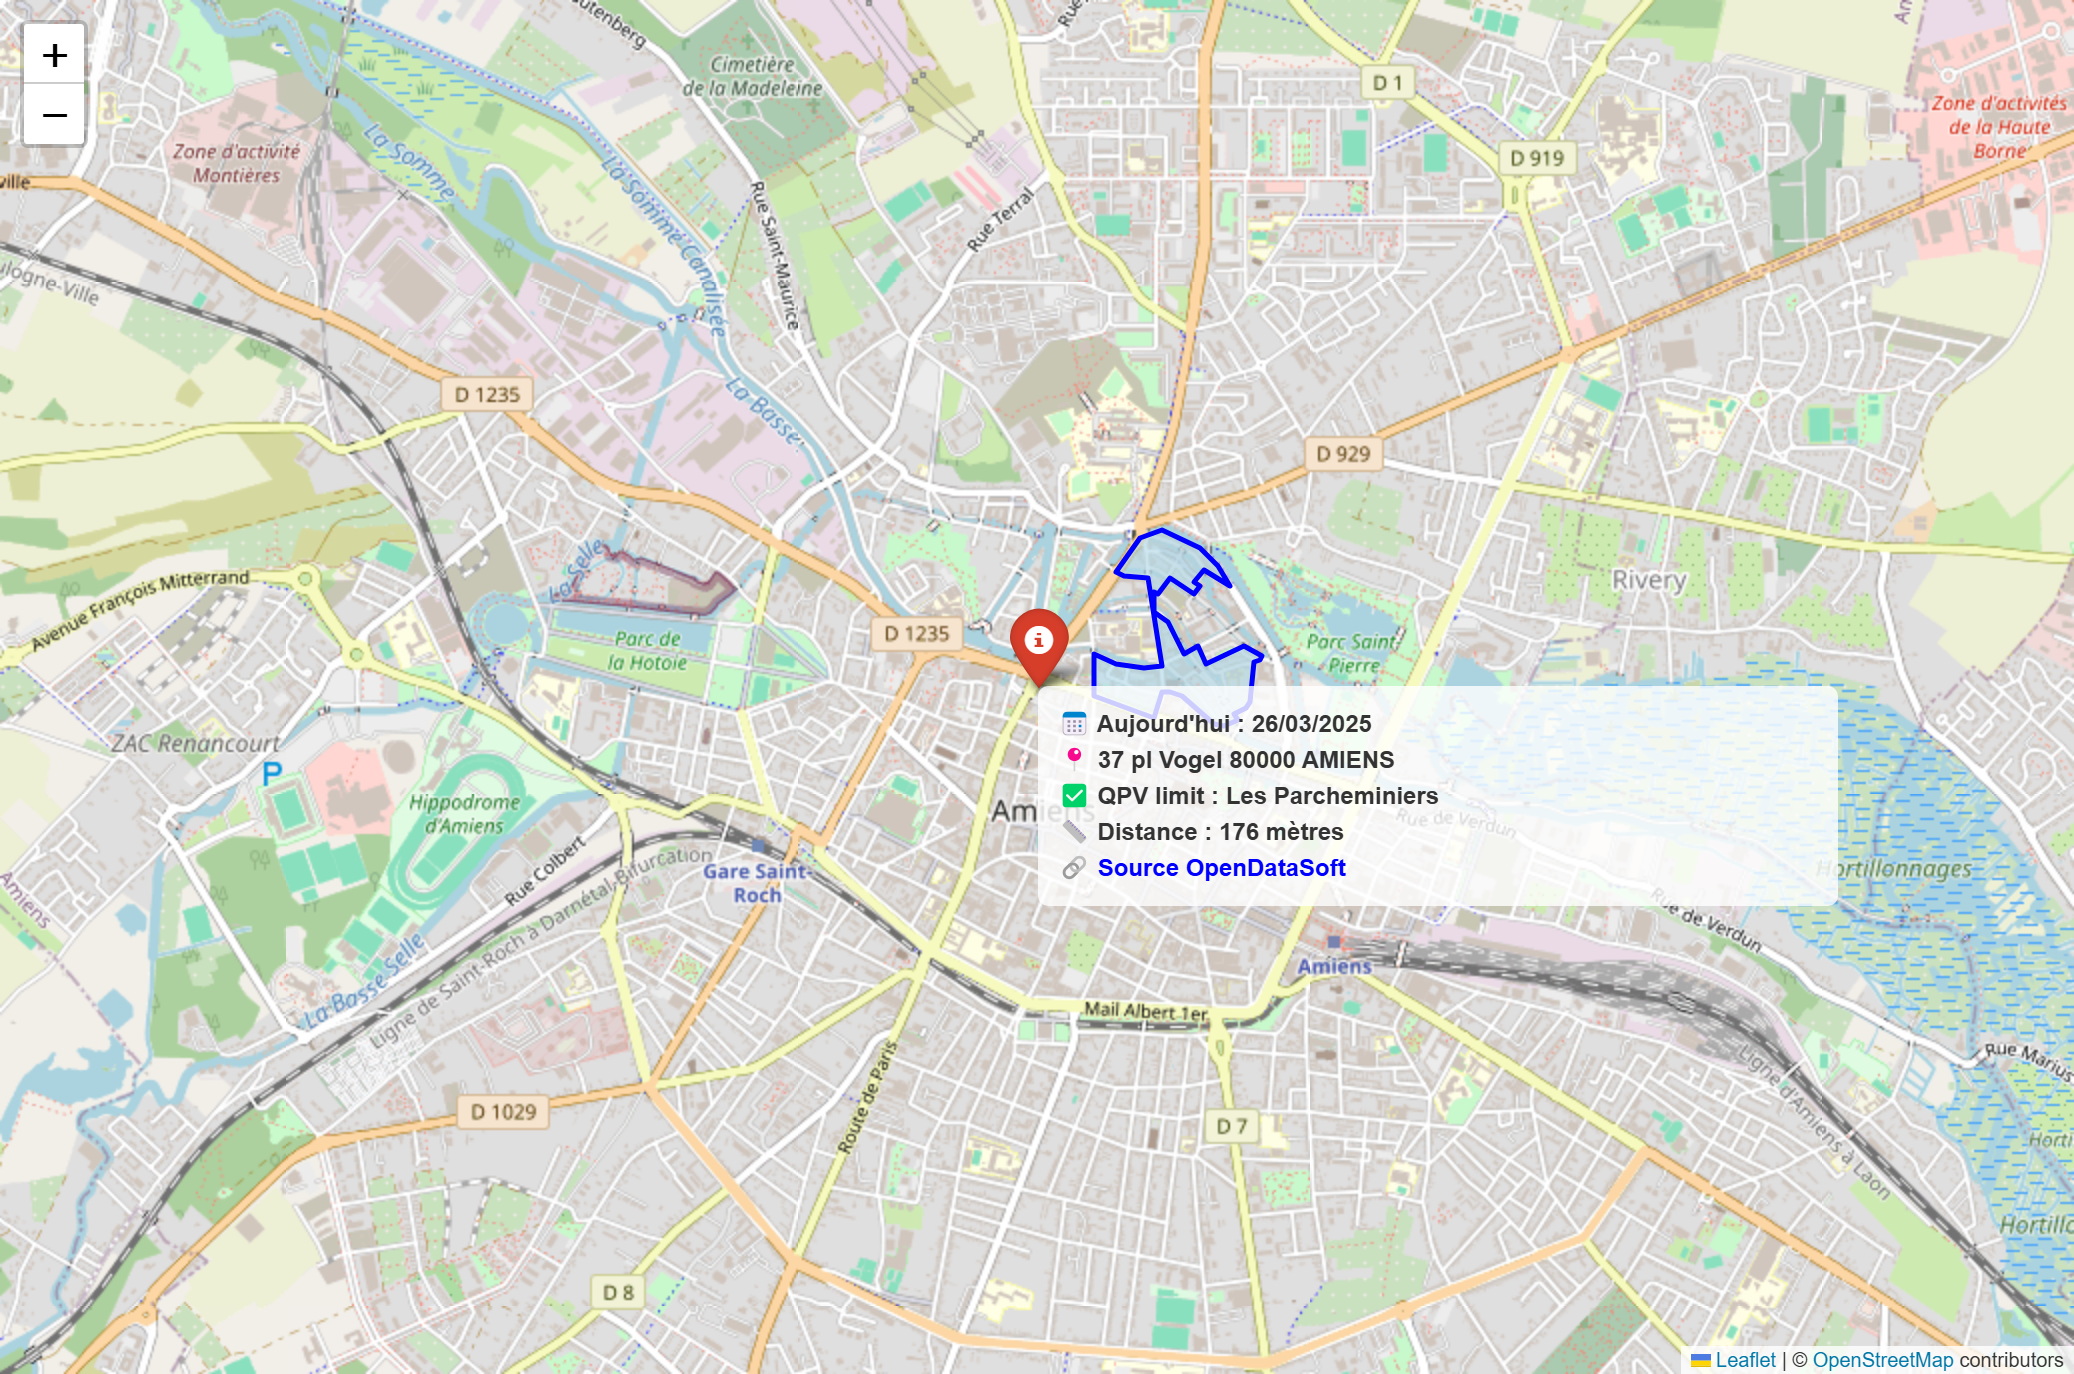 +
−
Cimetière
de la Madeleine
D 1
Zone d'activités
de la Haute
Borne
Zone d'activité
Montières
La Somme
La Somme Canalisée
Rue Saint-Maurice
Rue Terral
D 919
ville
ulogne-Ville
D 1235
La Basse
D 929
Avenue François Mitterrand
La Selle
Rivery
Parc de
la Hotoie
D 1235
Parc Saint
Pierre
ZAC Renancourt
P
Hippodrome
d'Amiens
Amiens
Aujourd'hui : 26/03/2025
37 pl Vogel 80000 AMIENS
QPV limit : Les Parcheminiers
Distance : 176 mètres
Source OpenDataSoft
Rue de Verdun
Hortillonnages
Rue de Verdun
Rue Colbert
Gare Saint-
Roch
Amiens
Amiens
La Basse Selle
Ligne de Saint-Roch à Darnétal-Bifurcation
Mail Albert 1er
Route de Paris
Rue Marius
Ligne d'Amiens à Laon
D 1029
D 7
Horti
Hortillo
D 8
Leaflet | © OpenStreetMap contributors